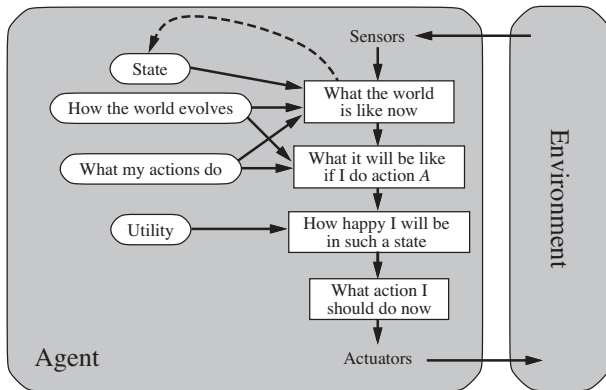 Sensors
State
What the world
is like now
How the world evolves
What it will be like
if I do action A
What my actions do
How happy I will be
in such a state
Utility
What action I
should do now
Agent
Actuators
Environment